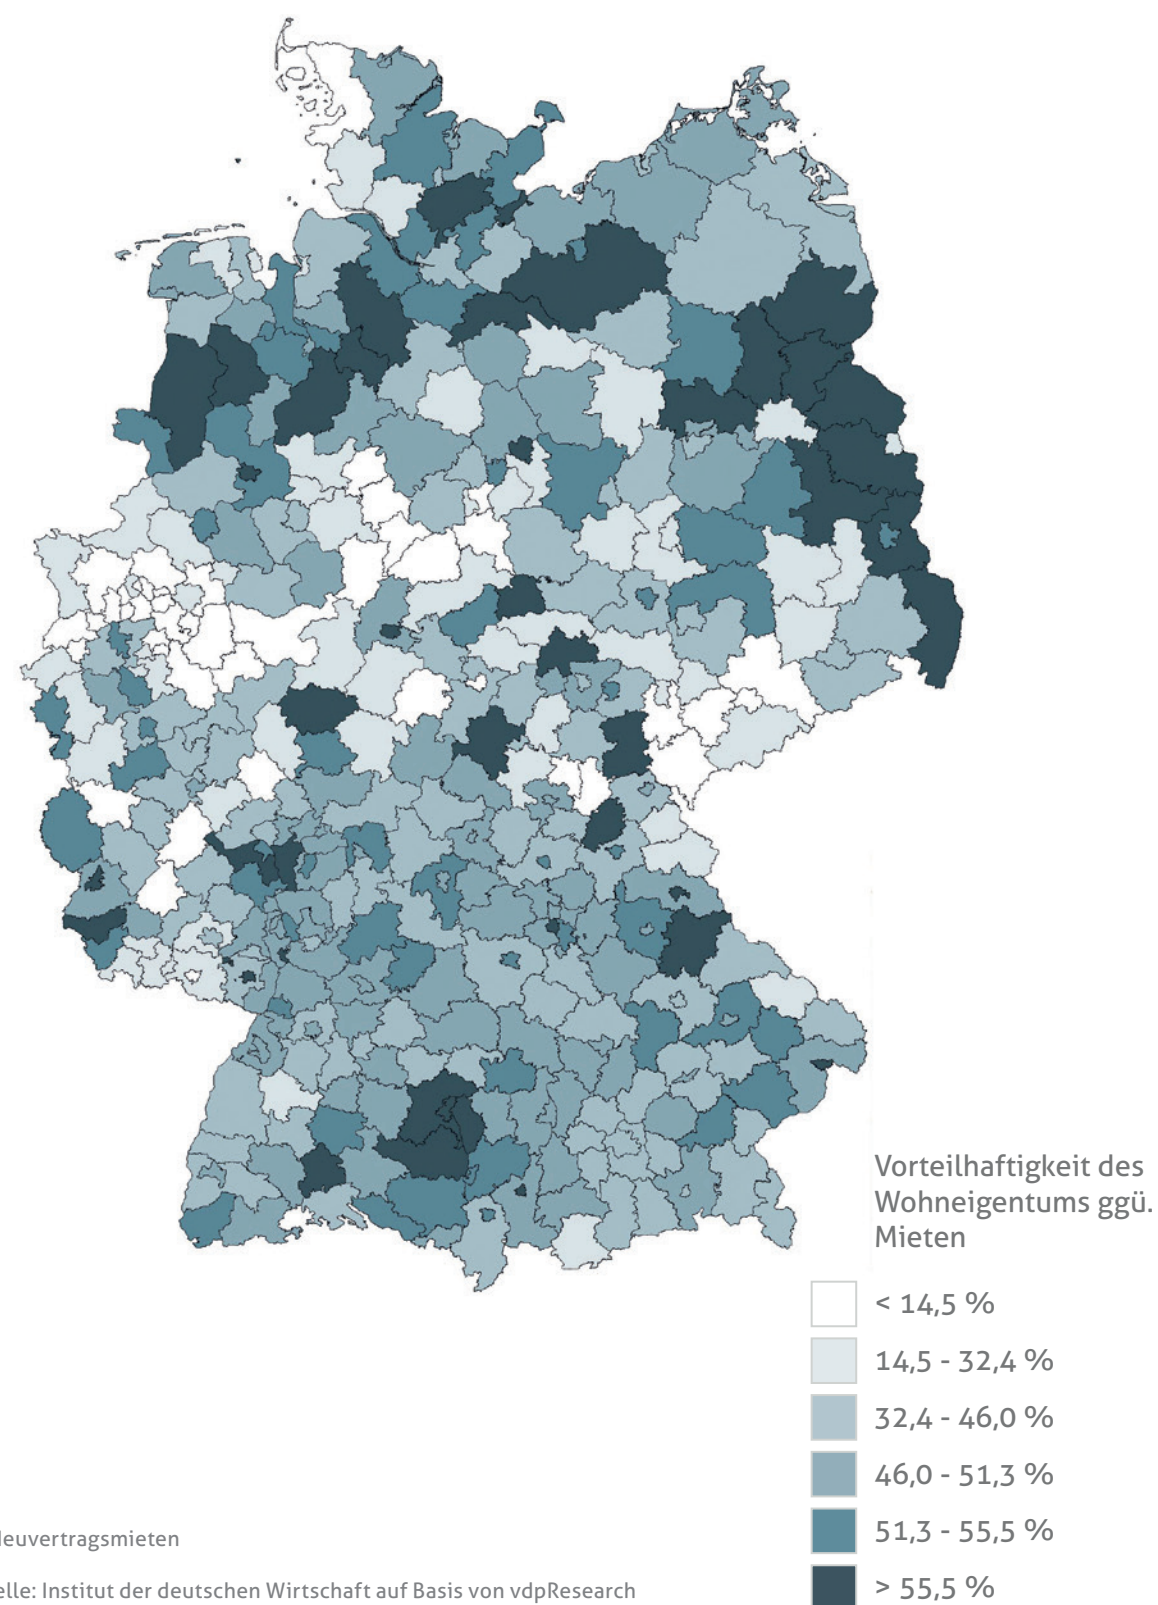 Vorteilhaftigkeit des
Wohneigentums ggü.
Mieten
< 14,5 %
14,5 - 32,4 %
32,4 - 46,0 %
46,0 - 51,3 %
51,3 - 55,5 %
> 55,5 %
Neuvertragsmieten
elle: Institut der deutschen Wirtschaft auf Basis von vdpResearch